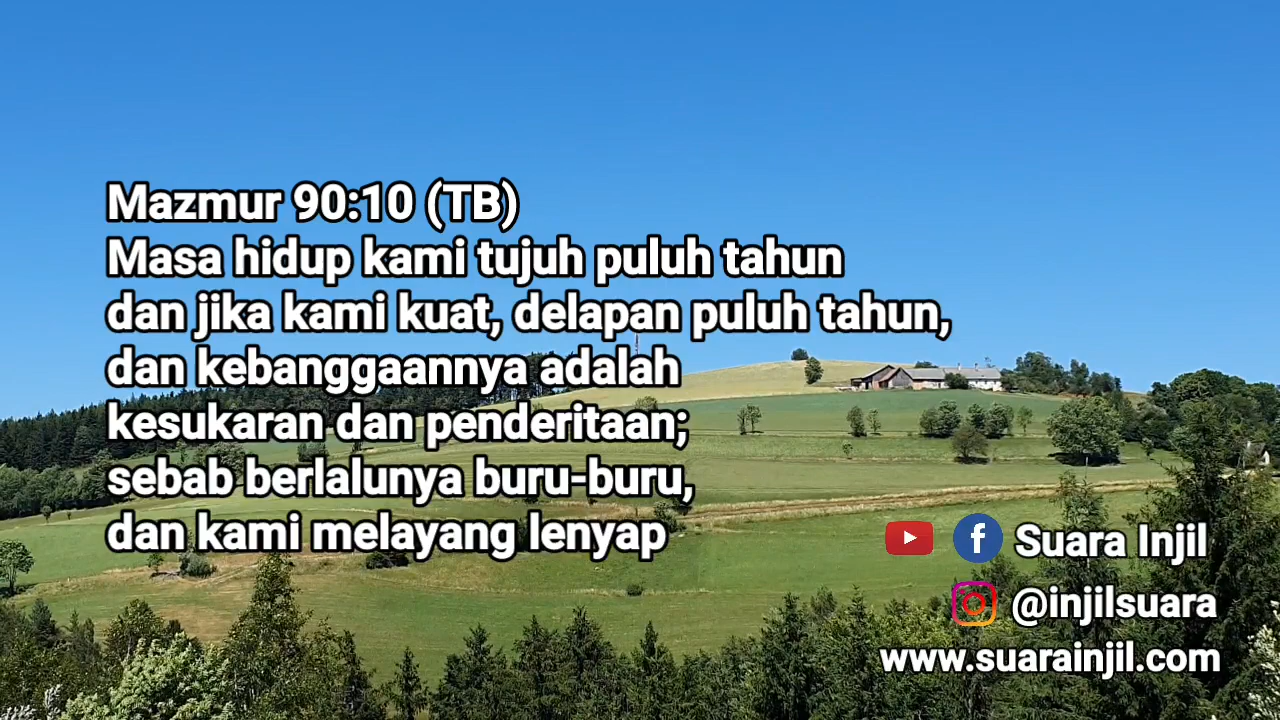 Mazmur 90:10 (TB)
Masa hidup kami tujuh puluh tahun
dan jika kami kuat, delapan puluh tahun,
dan kebanggaannya adalah
kesukaran dan penderitaan;
sebab berlalunya buru-buru,
dan kami melayang lenyap
Suara Injil
@injilsuara
www.suarainjil.com